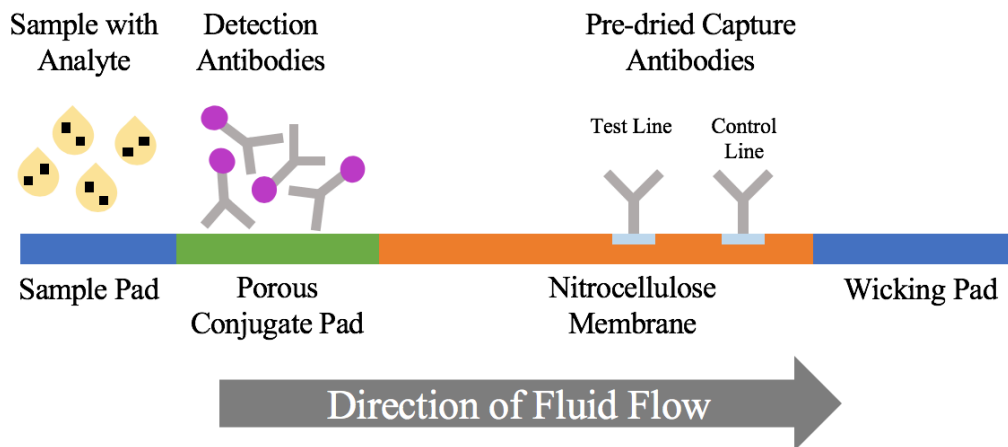 Sample with
Analyte
Detection
Antibodies
Pre-dried Capture
Antibodies
Test Line
Control
Line
Sample Pad
Porous
Conjugate Pad
Nitrocellulose
Membrane
Wicking Pad
Direction of Fluid Flow